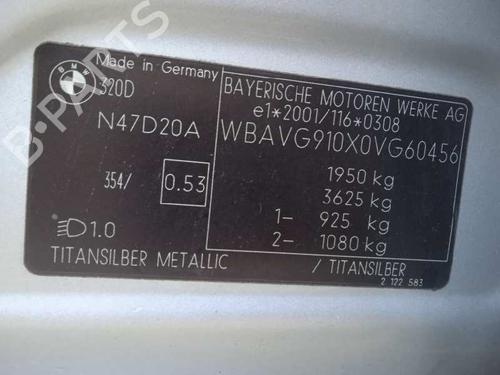 BMW
Made in Germany
320D
N47D20A
354/ 0.53
1.0
TITANSILBER METALLIC
BAYERISCHE MOTOREN WERKE AG
e1*2001/116*0308
WBAVG910X0VG60456
1950 kg
3625 kg
1- 925 kg
2- 1080 kg
/ TITANSILBER
2 122 583
B-PARTS